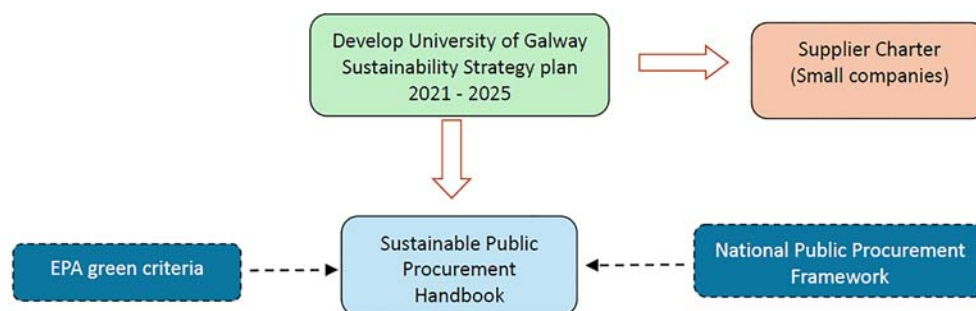 Develop University of Galway
Sustainability Strategy plan
2021 - 2025
Supplier Charter
(Small companies)
EPA green criteria
Sustainable Public
Procurement
Handbook
National Public Procurement
Framework